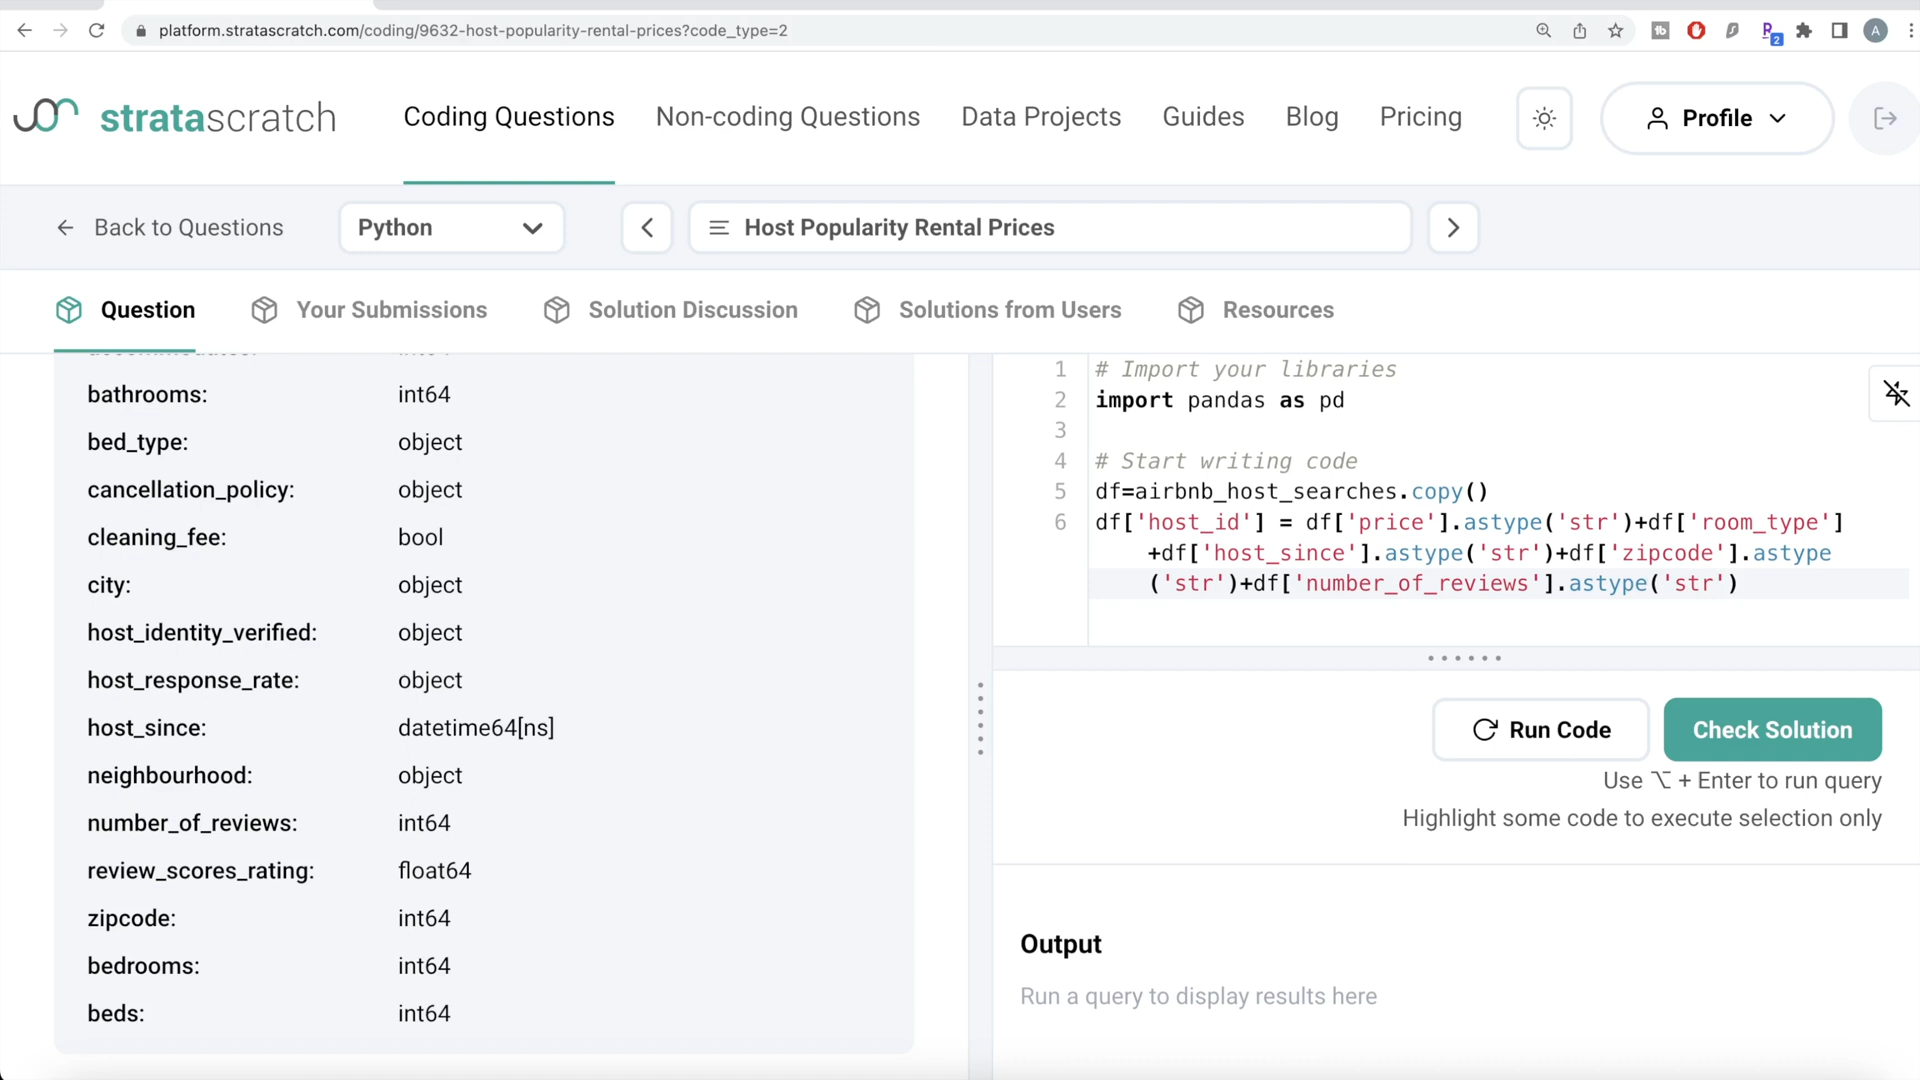 platform.stratascratch.com/coding/9632-host-popularity-rental-prices?code_type=2
2
A
stratascratch
Coding Questions
Non-coding Questions
Data Projects
Guides
Blog
Pricing
Profile
Back to Questions
Python
Host Popularity Rental Prices
Question
Your Submissions
Solution Discussion
Solutions from Users
Resources
bathrooms: int64
bed_type: object
cancellation_policy: object
cleaning_fee: bool
city: object
host_identity_verified: object
host_response_rate: object
host_since: datetime64[ns]
neighbourhood: object
number_of_reviews: int64
review_scores_rating: float64
zipcode: int64
bedrooms: int64
beds: int64
1 # Import your libraries
2 import pandas as pd
3
4 # Start writing code
5 df=airbnb_host_searches.copy()
6 df['host_id'] = df['price'].astype('str')+df['room_type']
+df['host_since'].astype('str')+df['zipcode'].astype
('str')+df['number_of_reviews'].astype('str')
Run Code
Check Solution
Use ⌥ + Enter to run query
Highlight some code to execute selection only
Output
Run a query to display results here